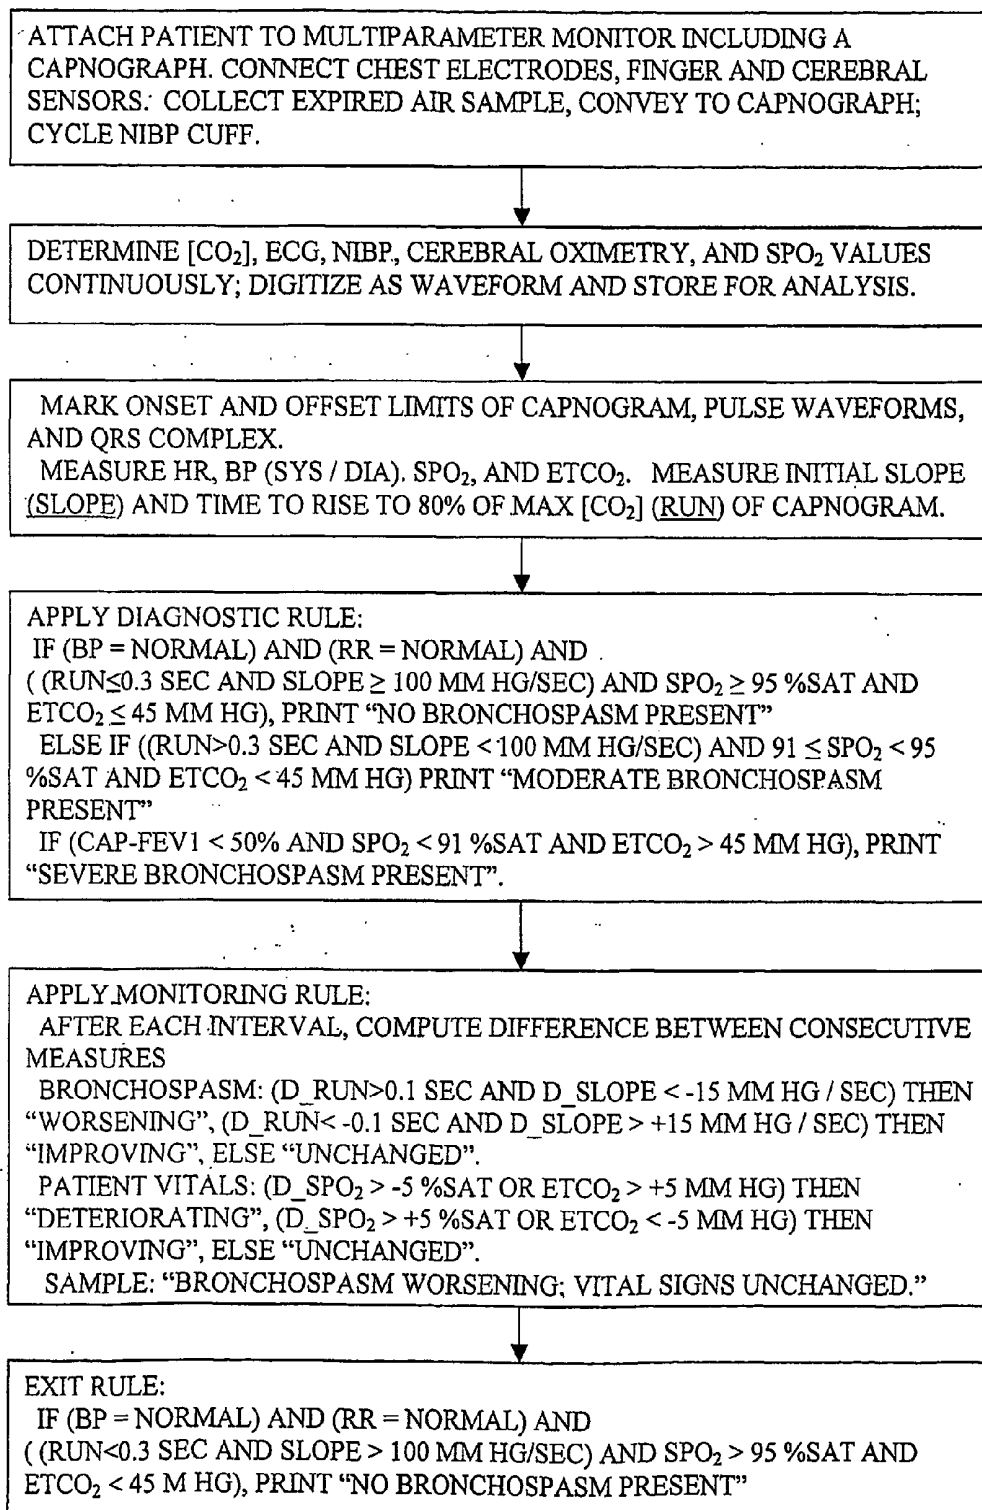 ATTACH PATIENT TO MULTIPARAMETER MONITOR INCLUDING A
CAPNOGRAPH. CONNECT CHEST ELECTRODES, FINGER AND CEREBRAL
SENSORS. COLLECT EXPIRED AIR SAMPLE, CONVEY TO CAPNOGRAPH;
CYCLE NIBP CUFF.
DETERMINE [CO₂], ECG, NIBP, CEREBRAL OXIMETRY, AND SPO₂ VALUES
CONTINUOUSLY; DIGITIZE AS WAVEFORM AND STORE FOR ANALYSIS.
MARK ONSET AND OFFSET LIMITS OF CAPNOGRAM, PULSE WAVEFORMS,
AND QRS COMPLEX.
MEASURE HR, BP (SYS / DIA). SPO₂, AND ETCO₂. MEASURE INITIAL SLOPE
(SLOPE) AND TIME TO RISE TO 80% OF MAX [CO₂] (RUN) OF CAPNOGRAM.
APPLY DIAGNOSTIC RULE:
IF (BP = NORMAL) AND (RR = NORMAL) AND
( (RUN≤0.3 SEC AND SLOPE ≥ 100 MM HG/SEC) AND SPO₂ ≥ 95 %SAT AND
ETCO₂ ≤ 45 MM HG), PRINT “NO BRONCHOSPASM PRESENT”
ELSE IF ((RUN>0.3 SEC AND SLOPE < 100 MM HG/SEC) AND 91 ≤ SPO₂ < 95
%SAT AND ETCO₂ < 45 MM HG) PRINT “MODERATE BRONCHOSPASM
PRESENT”
IF (CAP-FEV1 < 50% AND SPO₂ < 91 %SAT AND ETCO₂ > 45 MM HG), PRINT
“SEVERE BRONCHOSPASM PRESENT”.
APPLY MONITORING RULE:
AFTER EACH INTERVAL, COMPUTE DIFFERENCE BETWEEN CONSECUTIVE
MEASURES
BRONCHOSPASM: (D_RUN>0.1 SEC AND D_SLOPE < -15 MM HG / SEC) THEN
“WORSENING”, (D_RUN< -0.1 SEC AND D_SLOPE > +15 MM HG / SEC) THEN
“IMPROVING”, ELSE “UNCHANGED”.
PATIENT VITALS: (D_SPO₂ > -5 %SAT OR ETCO₂ > +5 MM HG) THEN
“DETERIORATING”, (D_SPO₂ > +5 %SAT OR ETCO₂ < -5 MM HG) THEN
“IMPROVING”, ELSE “UNCHANGED”.
SAMPLE: “BRONCHOSPASM WORSENING; VITAL SIGNS UNCHANGED.”
EXIT RULE:
IF (BP = NORMAL) AND (RR = NORMAL) AND
( (RUN<0.3 SEC AND SLOPE > 100 MM HG/SEC) AND SPO₂ > 95 %SAT AND
ETCO₂ < 45 M HG), PRINT “NO BRONCHOSPASM PRESENT”